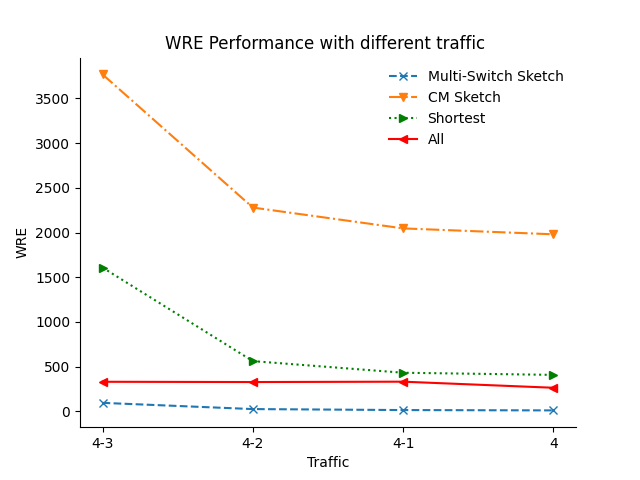 WRE Performance with different traffic
Multi-Switch Sketch
CM Sketch
Shortest
All
WRE
3500
3000
2500
2000
1500
1000
500
0
4-3
4-2
4-1
4
Traffic